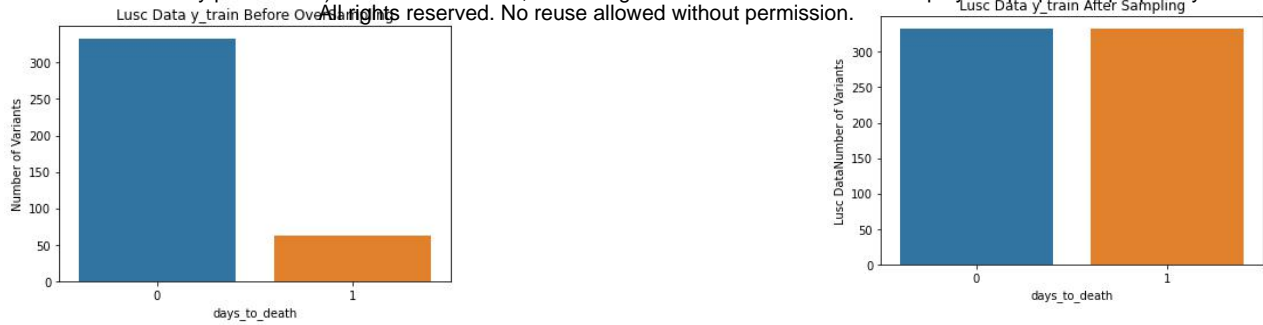 All rights reserved. No reuse allowed without permission.
Lusc Data y_train Before OverSampling
Number of Variants
300
250
200
150
100
50
0
0 1
days_to_death
Lusc Data y_train After Sampling
Lusc DataNumber of Variants
300
250
200
150
100
50
0
0 1
days_to_death